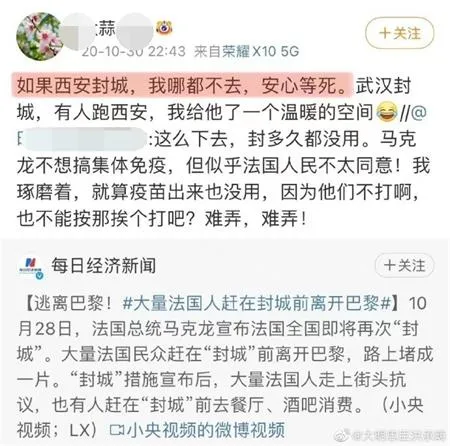 蒜
20-10-30 22:43 来自荣耀X10 5G
+关注
如果西安封城，我哪都不去，安心等死。武汉封
城，有人跑西安，我给他了一个温暖的空间😂//@
:这么下去，封多久都没用。马克
龙不想搞集体免疫，但似乎法国人民不太同意！我
琢磨着，就算疫苗出来也没用，因为他们不打啊，
也不能按那挨个打吧？难弄，难弄！
每日经济新闻
+关注
【逃离巴黎！#大量法国人赶在封城前离开巴黎#】10
月28日，法国总统马克龙宣布法国全国即将再次“封
城”。大量法国民众赶在“封城”前离开巴黎，路上堵成
一片。“封城”措施宣布后，大量法国人走上街头抗
议，也有人赶在“封城”前去餐厅、酒吧消费。（小央
视频；LX）小央视频的微博视频